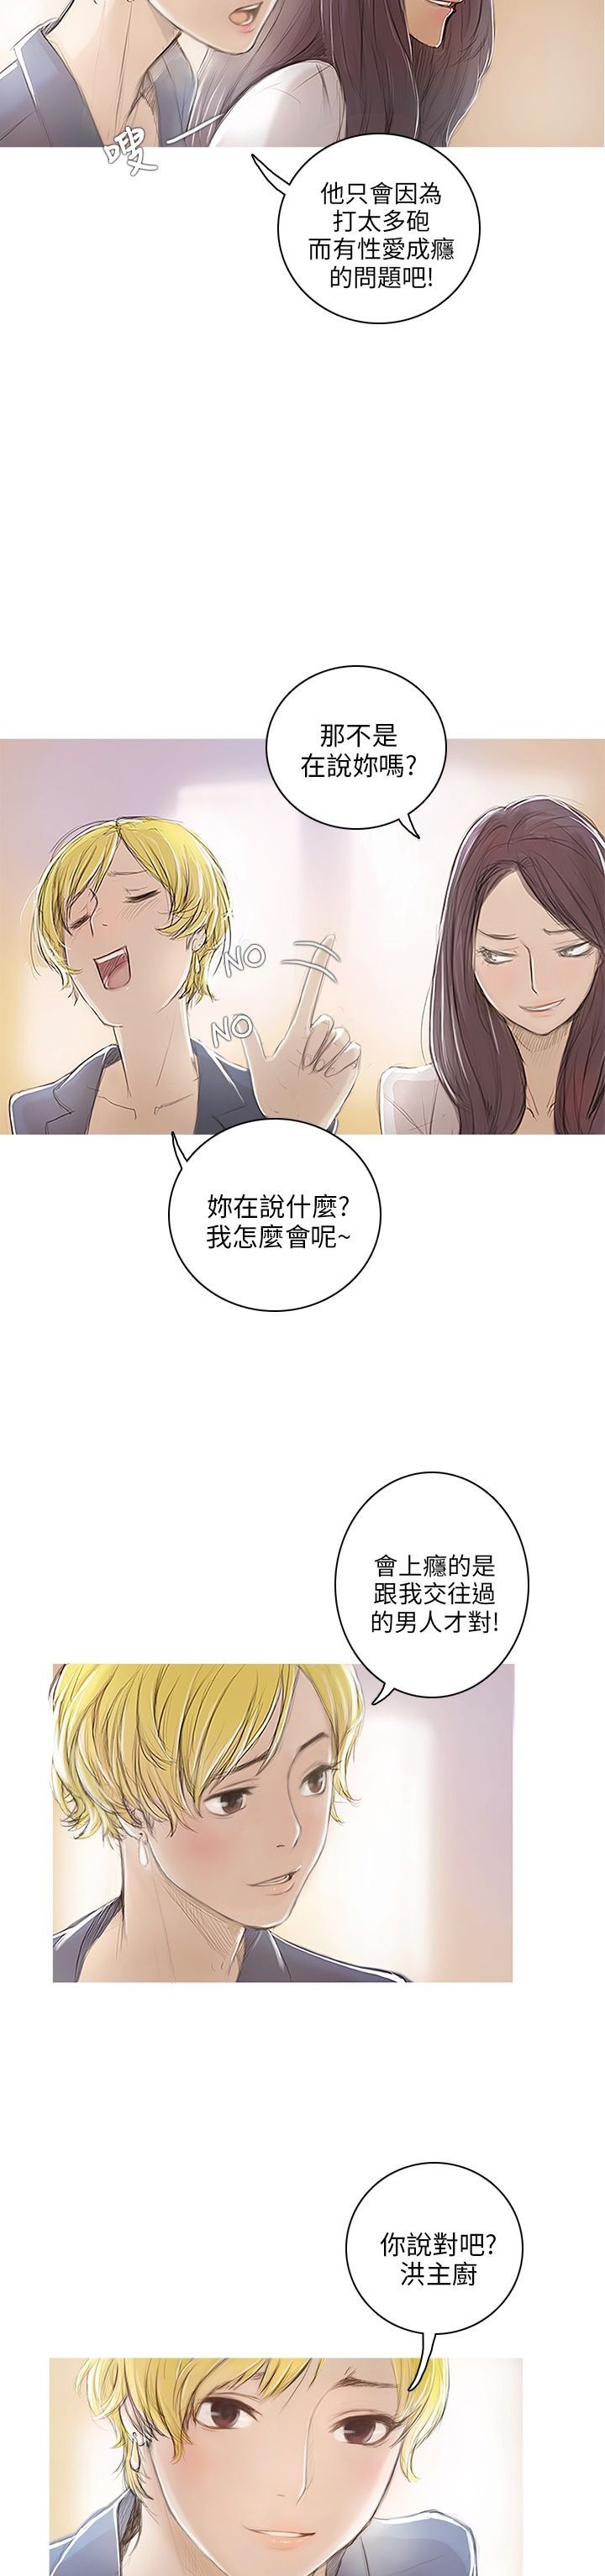 嗖
他只會因為
打太多砲
而有性愛成癮
的問題吧!
那不是
在說妳嗎?
NO
NO
妳在說什麼?
我怎麼會呢~
會上癮的是
跟我交往過
的男人才對!
你說對吧?
洪主廚